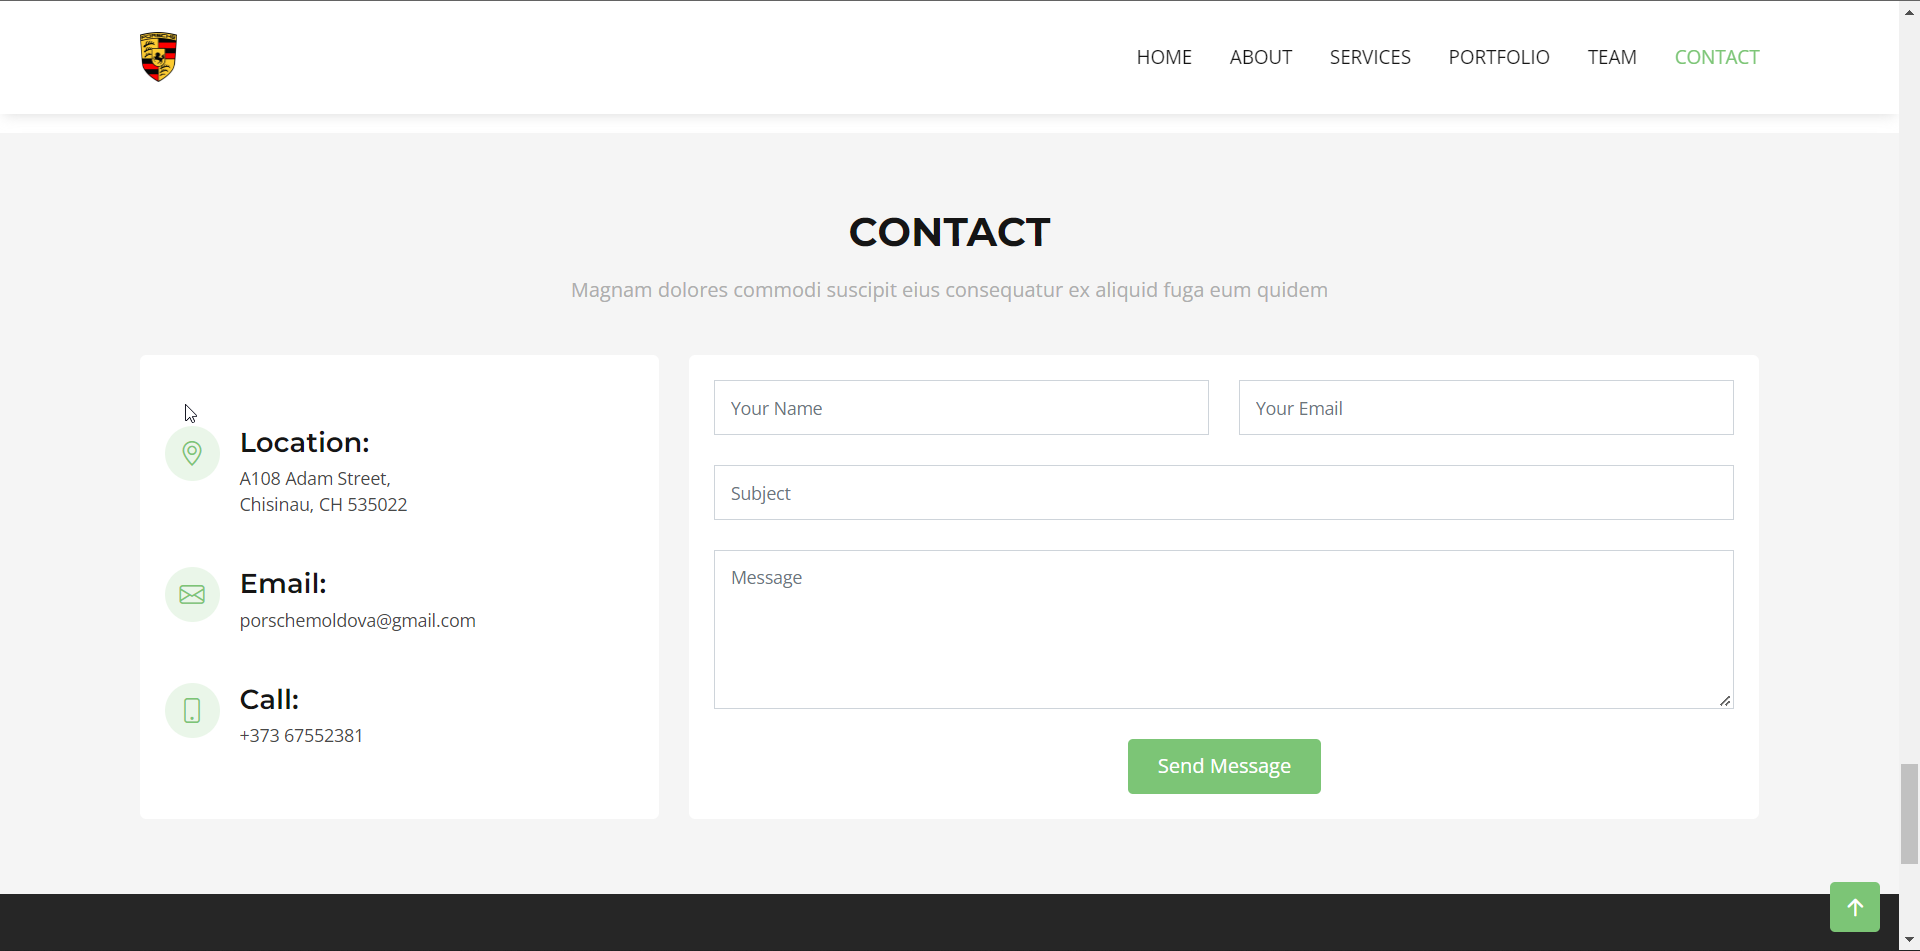 PORSCHE
HOME ABOUT SERVICES PORTFOLIO TEAM CONTACT
CONTACT
Magnam dolores commodi suscipit eius consequatur ex aliquid fuga eum quidem
Location:
A108 Adam Street,
Chisinau, CH 535022
Email:
porschemoldova@gmail.com
Call:
+373 67552381
Your Name
Your Email
Subject
Message
Send Message